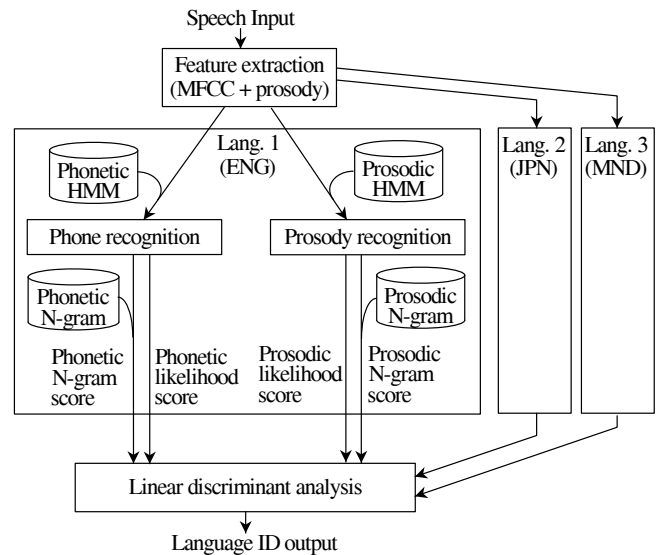 Speech Input
Feature extraction
(MFCC + prosody)
Lang. 1
(ENG)
Lang. 2
(JPN)
Lang. 3
(MND)
Phonetic
HMM
Prosodic
HMM
Phone recognition
Prosody recognition
Phonetic
N-gram
Prosodic
N-gram
Phonetic
N-gram
score
Phonetic
likelihood
score
Prosodic
likelihood
score
Prosodic
N-gram
score
Linear discriminant analysis
Language ID output